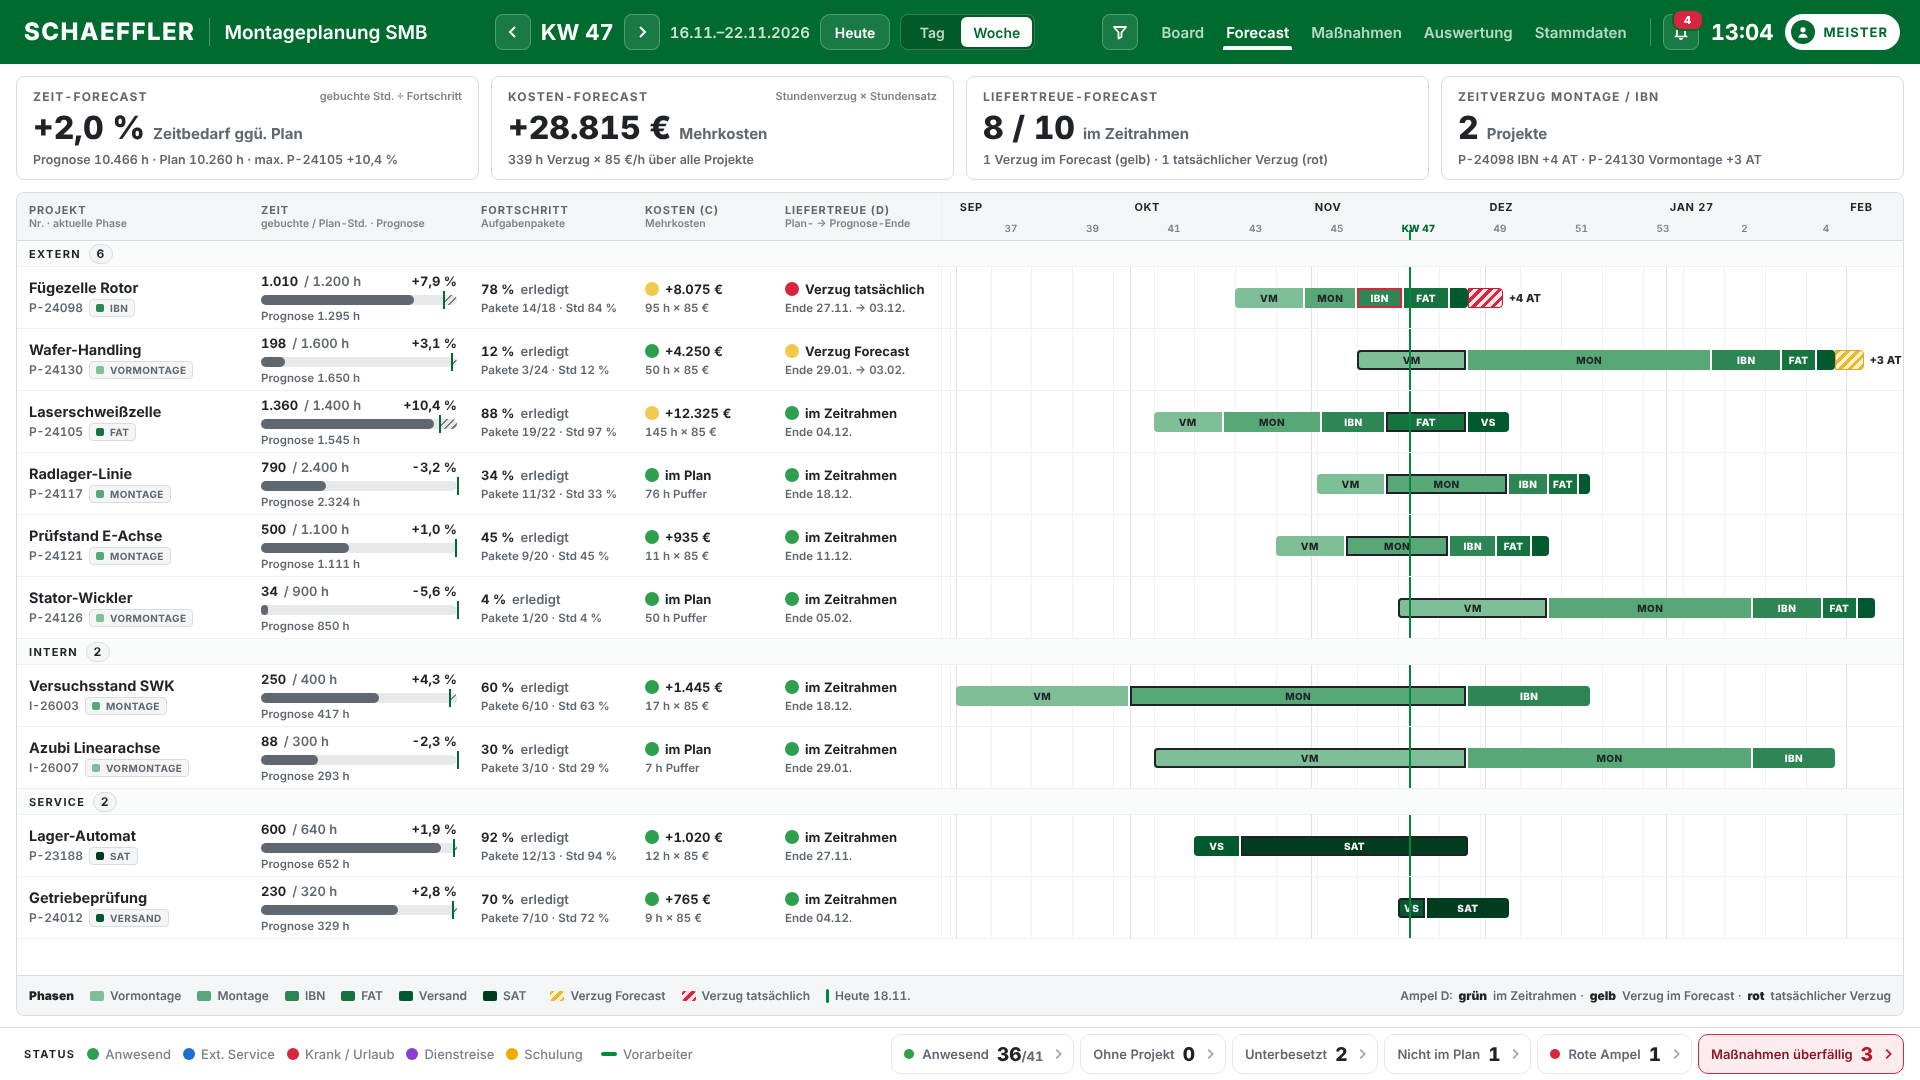 SCHAEFFLER
Montageplanung SMB
KW 47
16.11.–22.11.2026
Heute
Tag
Woche
Board
Forecast
Maßnahmen
Auswertung
Stammdaten
4
13:04
MEISTER
ZEIT-FORECAST
gebuchte Std. ÷ Fortschritt
+2,0 % Zeitbedarf ggü. Plan
Prognose 10.466 h · Plan 10.260 h · max. P-24105 +10,4 %
KOSTEN-FORECAST
Stundenverzug × Stundensatz
+28.815 € Mehrkosten
339 h Verzug × 85 €/h über alle Projekte
LIEFERTREUE-FORECAST
8 / 10 im Zeitrahmen
1 Verzug im Forecast (gelb) · 1 tatsächlicher Verzug (rot)
ZEITVERZUG MONTAGE / IBN
2 Projekte
P-24098 IBN +4 AT · P-24130 Vormontage +3 AT
PROJEKT
Nr. · aktuelle Phase
ZEIT
gebuchte / Plan-Std. · Prognose
FORTSCHRITT
Aufgabenpakete
KOSTEN (C)
Mehrkosten
LIEFERTREUE (D)
Plan- → Prognose-Ende
SEP OKT NOV DEZ JAN 27 FEB
37 39 41 43 45 KW 47 49 51 53 2 4
EXTERN 6
Fügezelle Rotor
P-24098 IBN
1.010 / 1.200 h +7,9 %
Prognose 1.295 h
78 % erledigt
Pakete 14/18 · Std 84 %
+8.075 €
95 h × 85 €
Verzug tatsächlich
Ende 27.11. → 03.12.
VM MON IBN FAT +4 AT
Wafer-Handling
P-24130 VORMONTAGE
198 / 1.600 h +3,1 %
Prognose 1.650 h
12 % erledigt
Pakete 3/24 · Std 12 %
+4.250 €
50 h × 85 €
Verzug Forecast
Ende 29.01. → 03.02.
VM MON IBN FAT +3 AT
Laserschweißzelle
P-24105 FAT
1.360 / 1.400 h +10,4 %
Prognose 1.545 h
88 % erledigt
Pakete 19/22 · Std 97 %
+12.325 €
145 h × 85 €
im Zeitrahmen
Ende 04.12.
VM MON IBN FAT VS
Radlager-Linie
P-24117 MONTAGE
790 / 2.400 h -3,2 %
Prognose 2.324 h
34 % erledigt
Pakete 11/32 · Std 33 %
im Plan
76 h Puffer
im Zeitrahmen
Ende 18.12.
VM MON IBN FAT
Prüfstand E-Achse
P-24121 MONTAGE
500 / 1.100 h +1,0 %
Prognose 1.111 h
45 % erledigt
Pakete 9/20 · Std 45 %
+935 €
11 h × 85 €
im Zeitrahmen
Ende 11.12.
VM MON IBN FAT
Stator-Wickler
P-24126 VORMONTAGE
34 / 900 h -5,6 %
Prognose 850 h
4 % erledigt
Pakete 1/20 · Std 4 %
im Plan
50 h Puffer
im Zeitrahmen
Ende 05.02.
VM MON IBN FAT
INTERN 2
Versuchsstand SWK
I-26003 MONTAGE
250 / 400 h +4,3 %
Prognose 417 h
60 % erledigt
Pakete 6/10 · Std 63 %
+1.445 €
17 h × 85 €
im Zeitrahmen
Ende 18.12.
VM MON IBN
Azubi Linearachse
I-26007 VORMONTAGE
88 / 300 h -2,3 %
Prognose 293 h
30 % erledigt
Pakete 3/10 · Std 29 %
im Plan
7 h Puffer
im Zeitrahmen
Ende 29.01.
VM MON IBN
SERVICE 2
Lager-Automat
P-23188 SAT
600 / 640 h +1,9 %
Prognose 652 h
92 % erledigt
Pakete 12/13 · Std 94 %
+1.020 €
12 h × 85 €
im Zeitrahmen
Ende 27.11.
VS SAT
Getriebeprüfung
P-24012 VERSAND
230 / 320 h +2,8 %
Prognose 329 h
70 % erledigt
Pakete 7/10 · Std 72 %
+765 €
9 h × 85 €
im Zeitrahmen
Ende 04.12.
VS SAT
Phasen Vormontage Montage IBN FAT Versand SAT Verzug Forecast Verzug tatsächlich Heute 18.11.
Ampel D: grün im Zeitrahmen · gelb Verzug im Forecast · rot tatsächlicher Verzug
STATUS Anwesend Ext. Service Krank / Urlaub Dienstreise Schulung Vorarbeiter
Anwesend 36/41
Ohne Projekt 0
Unterbesetzt 2
Nicht im Plan 1
Rote Ampel 1
Maßnahmen überfällig 3